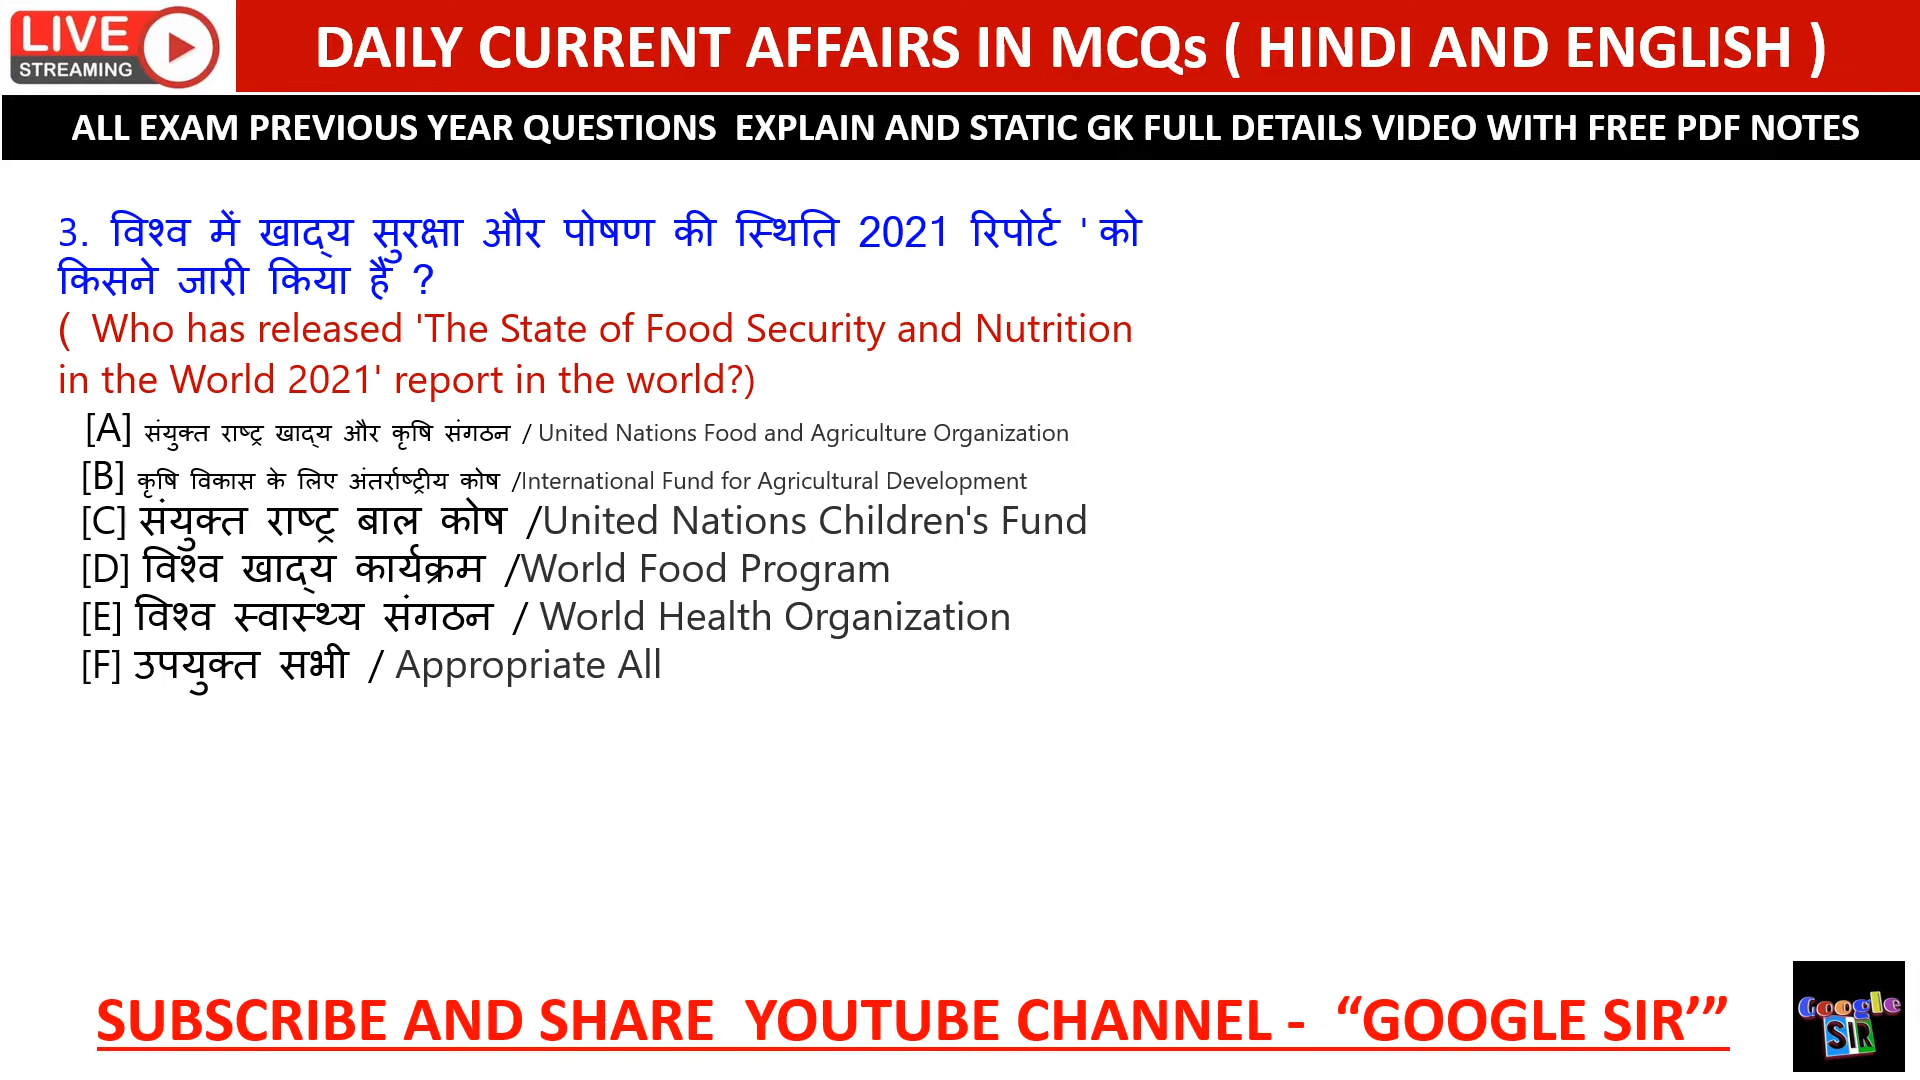 LIVE
STREAMING
DAILY CURRENT AFFAIRS IN MCQs ( HINDI AND ENGLISH )
ALL EXAM PREVIOUS YEAR QUESTIONS EXPLAIN AND STATIC GK FULL DETAILS VIDEO WITH FREE PDF NOTES
3. विश्व में खाद्य सुरक्षा और पोषण की स्थिति 2021 रिपोर्ट ' को
किसने जारी किया है ?
( Who has released 'The State of Food Security and Nutrition
in the World 2021' report in the world?)
[A] संयुक्त राष्ट्र खाद्य और कृषि संगठन / United Nations Food and Agriculture Organization
[B] कृषि विकास के लिए अंतर्राष्ट्रीय कोष /International Fund for Agricultural Development
[C] संयुक्त राष्ट्र बाल कोष /United Nations Children's Fund
[D] विश्व खाद्य कार्यक्रम /World Food Program
[E] विश्व स्वास्थ्य संगठन / World Health Organization
[F] उपयुक्त सभी / Appropriate All
SUBSCRIBE AND SHARE YOUTUBE CHANNEL - “GOOGLE SIR’”
Google
SIR